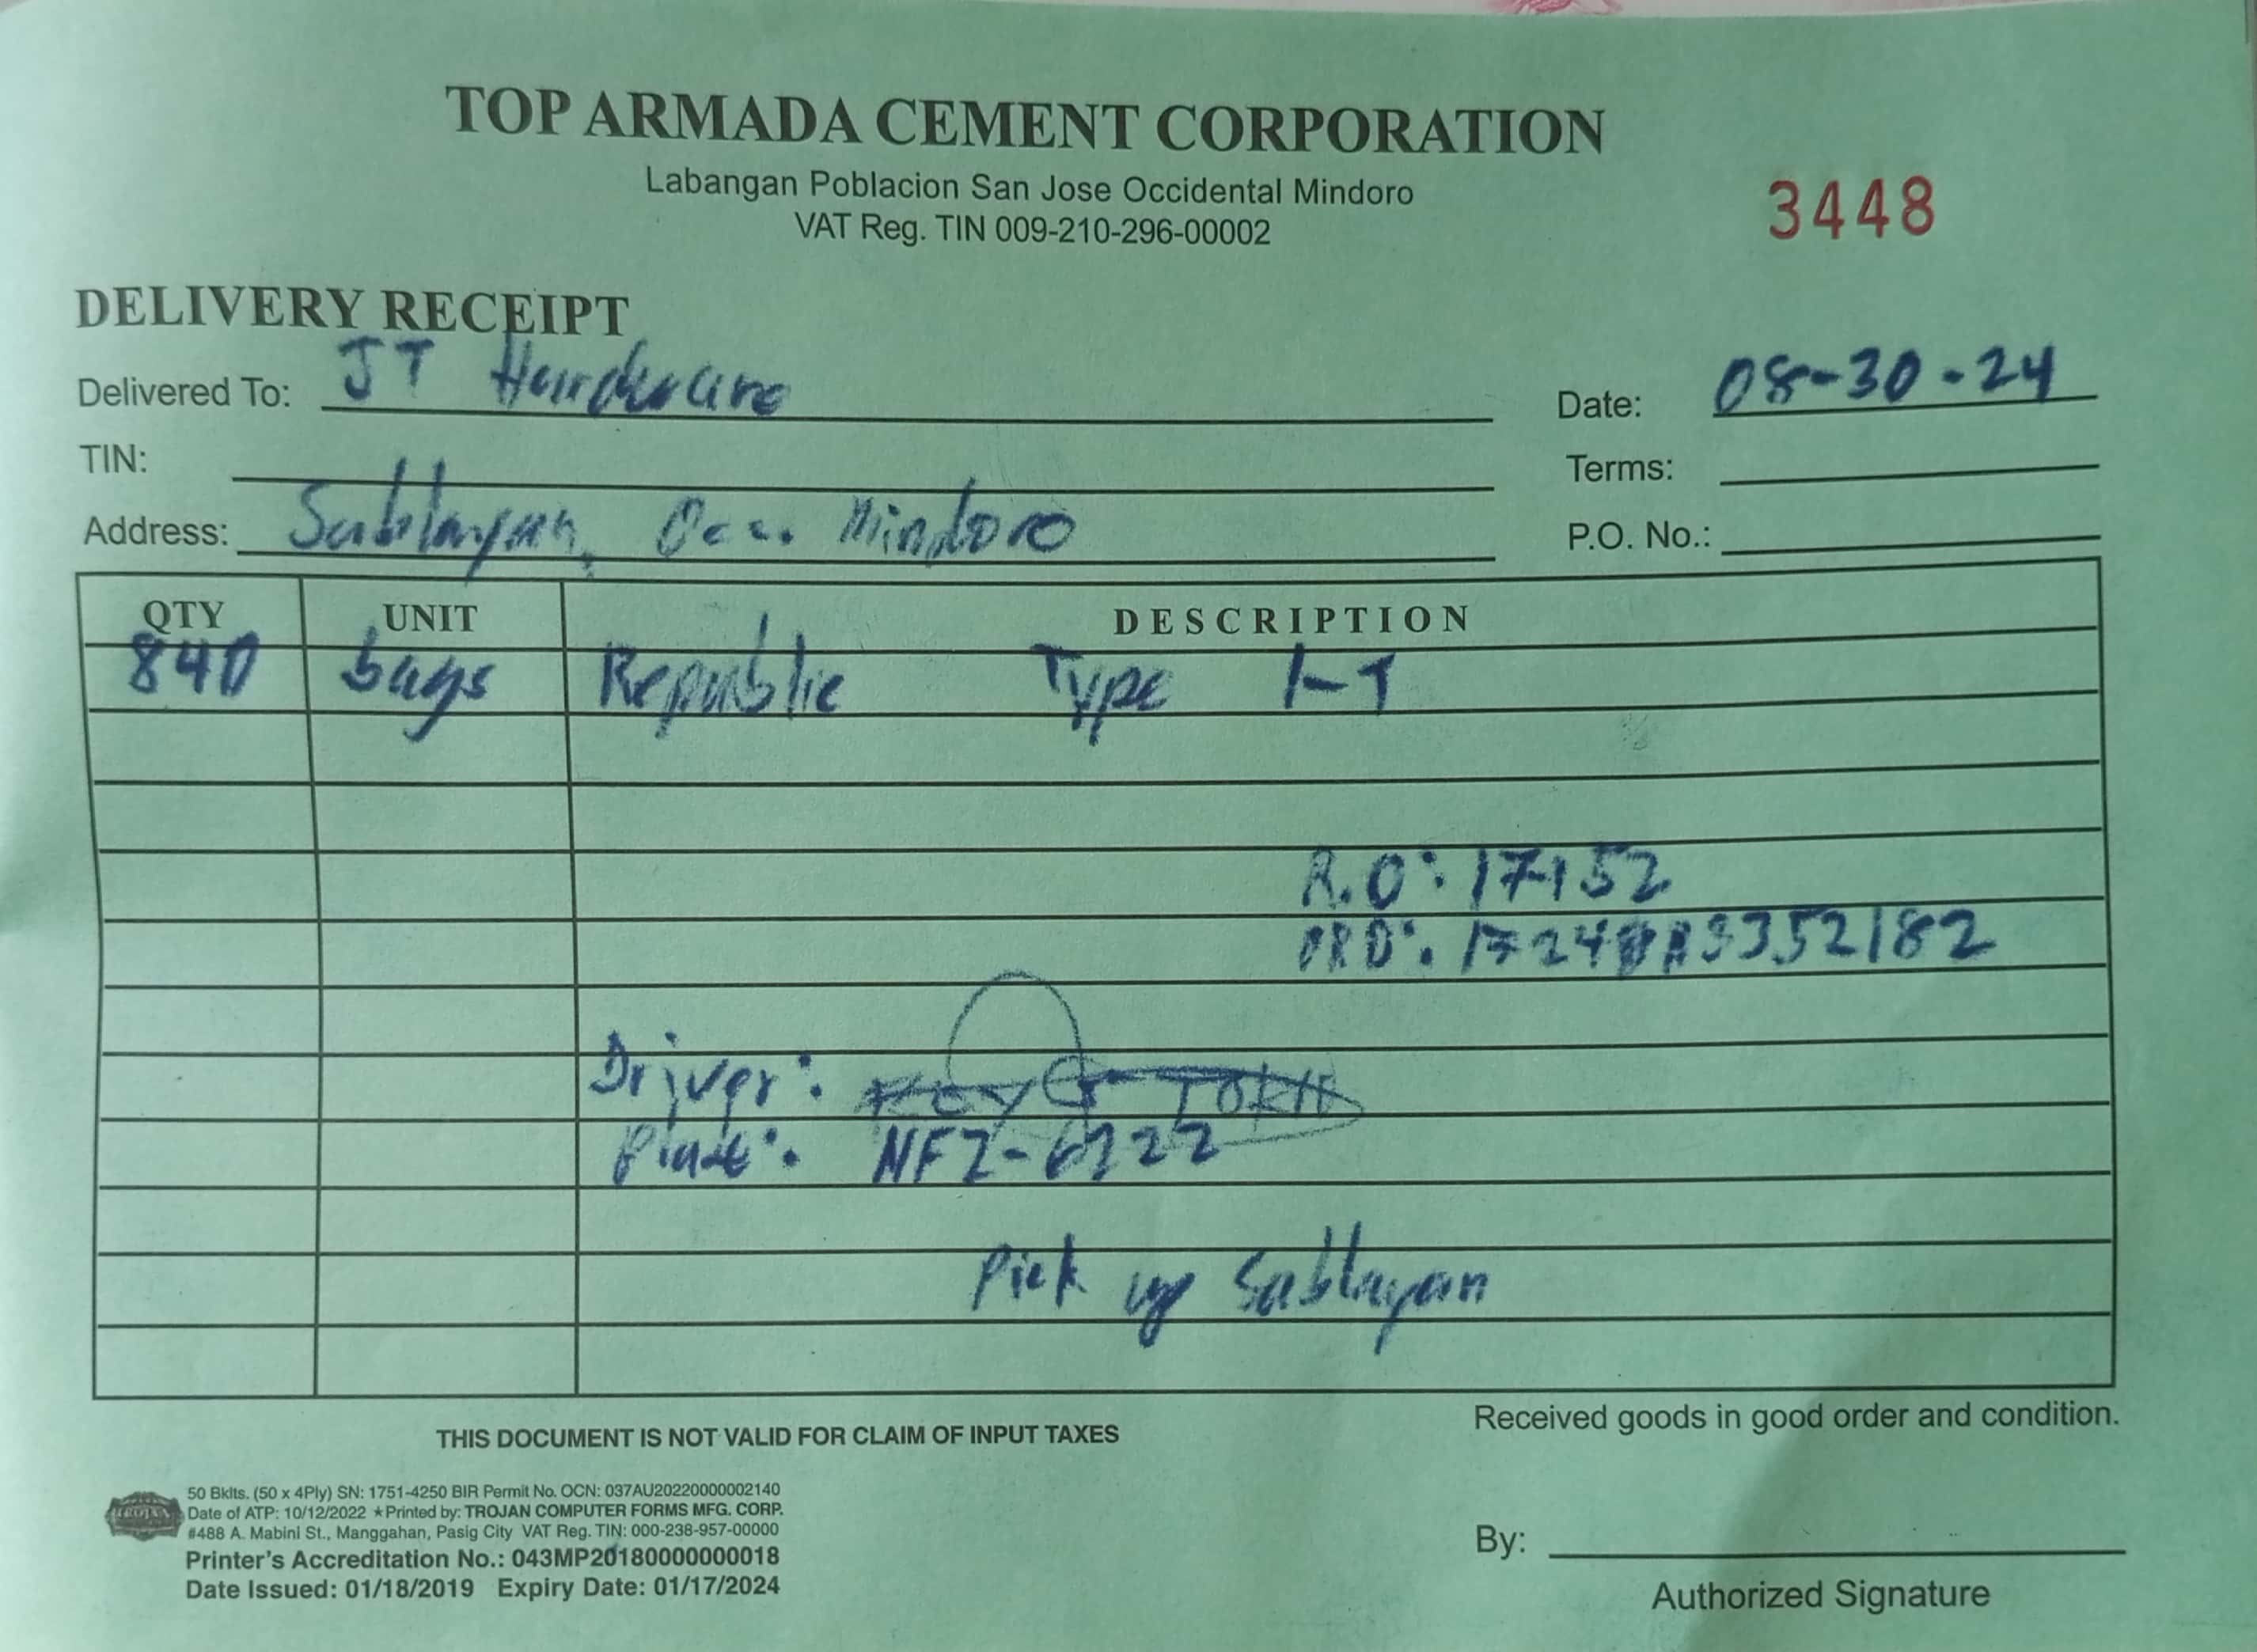 TOP ARMADA CEMENT CORPORATION
Labangan Poblacion San Jose Occidental Mindoro
VAT Reg. TIN 009-210-296-00002
3448
DELIVERY RECEIPT
Delivered To: JT Hardware
Date: 08-30-24
TIN:
Terms:
Address: Sablayan, Occ. Mindoro
P.O. No.:
QTY UNIT DESCRIPTION
840 bags Republic Type 1-T
R.O: 17152
Driver:
Plate:
Pick up Sablayan
THIS DOCUMENT IS NOT VALID FOR CLAIM OF INPUT TAXES
Received goods in good order and condition.
TROJAN
50 Bklts. (50 x 4Ply) SN: 1751-4250 BIR Permit No. OCN: 037AU20220000002140
Date of ATP: 10/12/2022 ★Printed by: TROJAN COMPUTER FORMS MFG. CORP.
#488 A. Mabini St., Manggahan, Pasig City VAT Reg. TIN: 000-238-957-00000
Printer's Accreditation No.: 043MP20180000000018
Date Issued: 01/18/2019 Expiry Date: 01/17/2024
By:
Authorized Signature